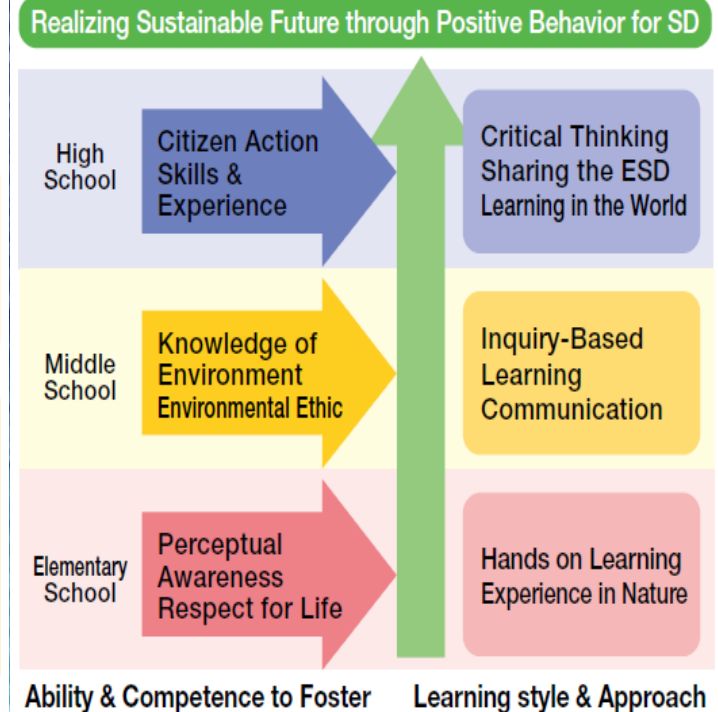 Realizing Sustainable Future through Positive Behavior for SD
High
School
Citizen Action
Skills &
Experience
Critical Thinking
Sharing the ESD
Learning in the World
Middle
School
Knowledge of
Environment
Environmental Ethic
Inquiry-Based
Learning
Communication
Elementary
School
Perceptual
Awareness
Respect for Life
Hands on Learning
Experience in Nature
Ability & Competence to Foster
Learning style & Approach